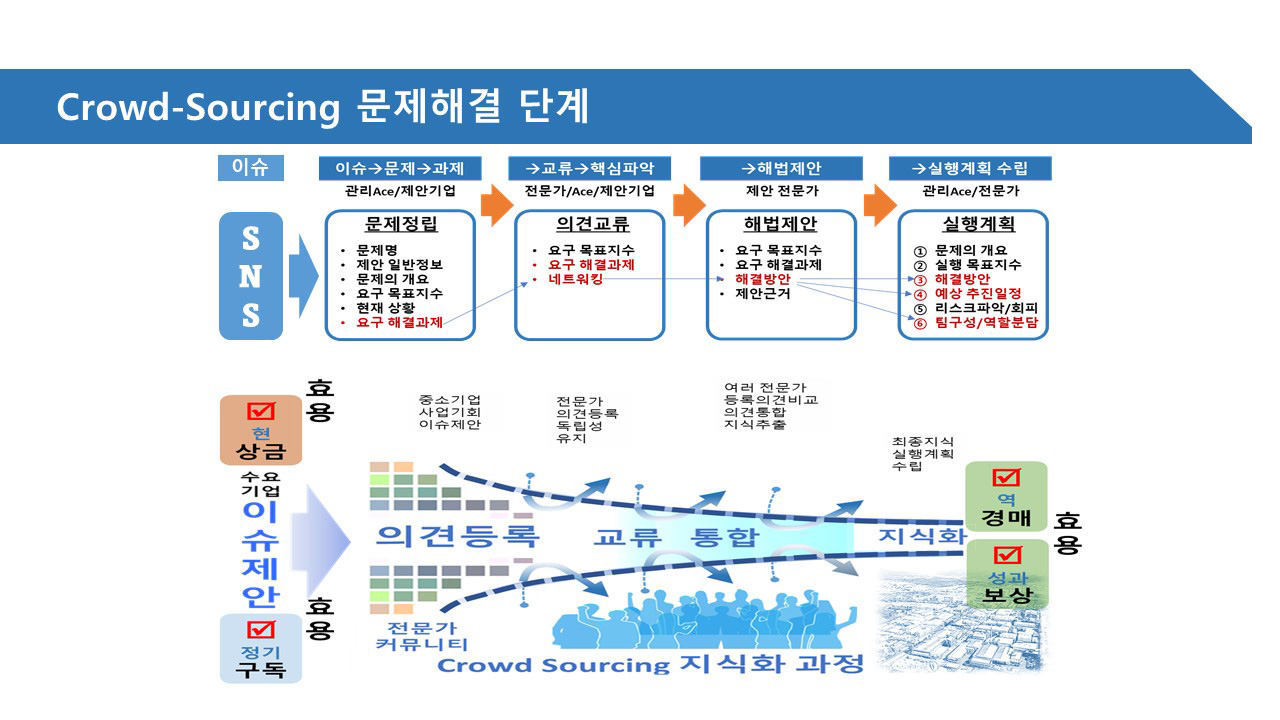 Crowd-Sourcing 문제해결 단계
이슈
이슈→문제→과제
→교류→핵심파악
→해법제안
→실행계획 수립
관리Ace/제안기업
전문가/Ace/제안기업
제안 전문가
관리Ace/전문가
S
N
S
문제정립
• 문제명
• 제안 일반정보
• 문제의 개요
• 요구 목표지수
• 현재 상황
• 요구 해결과제
의견교류
• 요구 목표지수
• 요구 해결과제
• 네트워킹
해법제안
• 요구 목표지수
• 요구 해결과제
• 해결방안
• 제안근거
실행계획
① 문제의 개요
② 실행 목표지수
③ 해결방안
④ 예상 추진일정
⑤ 리스크파악/회피
⑥ 팀구성/역할분담
효
용
현
상금
수요
기업
이
슈
제
안
효
용
정기
구독
중소기업
사업기회
이슈제안
전문가
의견등록
독립성
유지
여러 전문가
등록의견비교
의견통합
지식추출
최종지식
실행계획
수립
의견등록
교류
통합
지식화
역
경매
효
용
성과
보상
전문가
커뮤니티
Crowd Sourcing 지식화 과정